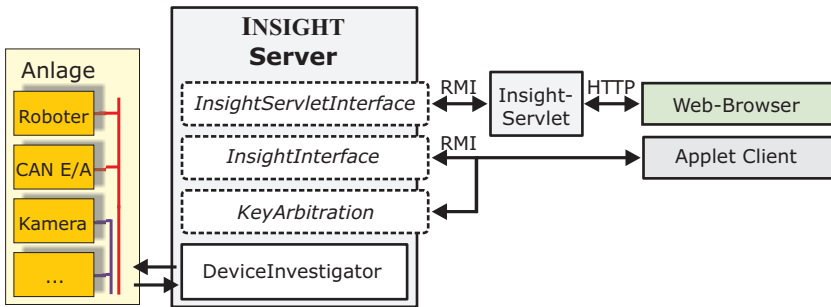 INSIGHT
Server
Anlage
Roboter
CAN E/A
Kamera
...
InsightServletInterface
InsightInterface
KeyArbitration
DeviceInvestigator
RMI
Insight-
Servlet
HTTP
Web-Browser
RMI
Applet Client